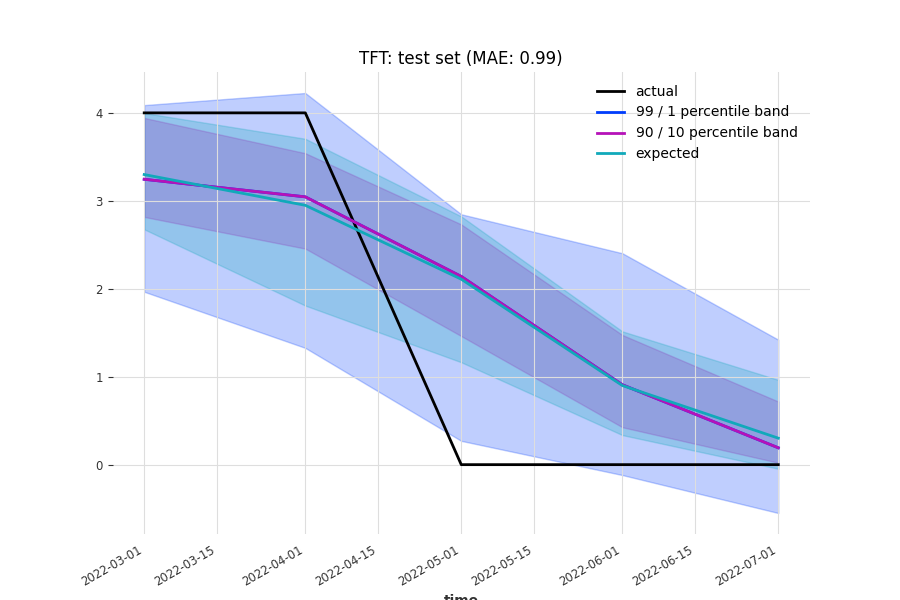 TFT: test set (MAE: 0.99)
actual
99 / 1 percentile band
90 / 10 percentile band
expected
4
3
2
1
0
2022-03-01
2022-03-15
2022-04-01
2022-04-15
2022-05-01
2022-05-15
2022-06-01
2022-06-15
2022-07-01
time